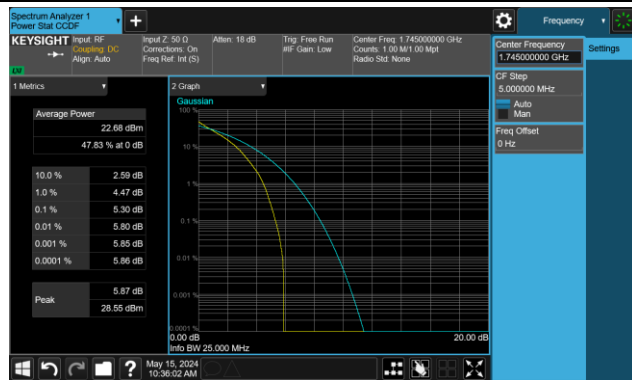 Spectrum Analyzer 1
Power Stat CCDF
Frequency
KEYSIGHT
Input: RF
Coupling: DC
Align: Auto
Input Z: 50 Ω
Corrections: On
Freq Ref: Int (S)
Atten: 18 dB
Trig: Free Run
#IF Gain: Low
Center Freq: 1.745000000 GHz
Counts: 1.00 M/1.00 Mpt
Radio Std: None
Center Frequency
1.745000000 GHz
Settings
CF Step
5.000000 MHz
Auto
Man
Freq Offset
0 Hz
1 Metrics
Average Power
22.68 dBm
47.83 % at 0 dB
10.0 % 2.59 dB
1.0 % 4.47 dB
0.1 % 5.30 dB
0.01 % 5.80 dB
0.001 % 5.85 dB
0.0001 % 5.86 dB
Peak 5.87 dB
28.55 dBm
2 Graph
Gaussian
100 %
10 %
1 %
0.1 %
0.01 %
0.001 %
0.0001 %
0.00 dB 20.00 dB
Info BW 25.000 MHz
?
May 15, 2024
10:36:02 AM